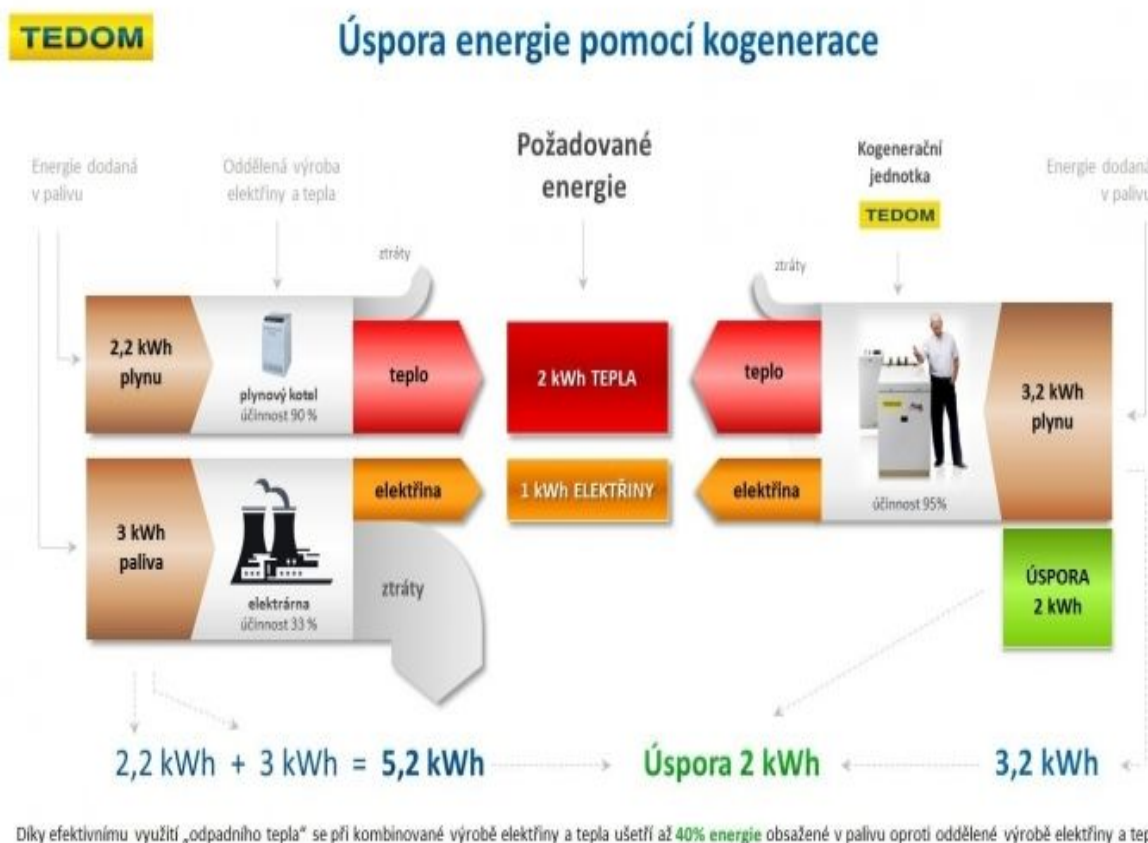 TEDOM
Úspora energie pomocí kogenerace
Energie dodaná
v palivu
Oddělená výroba
elektřiny a tepla
Požadované
energie
Kogenerační
jednotka
TEDOM
Energie dodaná
v palivu
ztráty
ztráty
2,2 kWh
plynu
plynový kotel
účinnost 90 %
teplo
2 kWh TEPLA
teplo
3,2 kWh
plynu
TEDOM
elektřina
1 kWh ELEKTŘINY
elektřina
účinnost 95%
3 kWh
paliva
elektrárna
účinnost 33 %
ztráty
ÚSPORA
2 kWh
2,2 kWh + 3 kWh = 5,2 kWh
Úspora 2 kWh
3,2 kWh
Díky efektivnímu využití „odpadního tepla“ se při kombinované výrobě elektřiny a tepla ušetří až 40% energie obsažené v palivu oproti oddělené výrobě elektřiny a tep